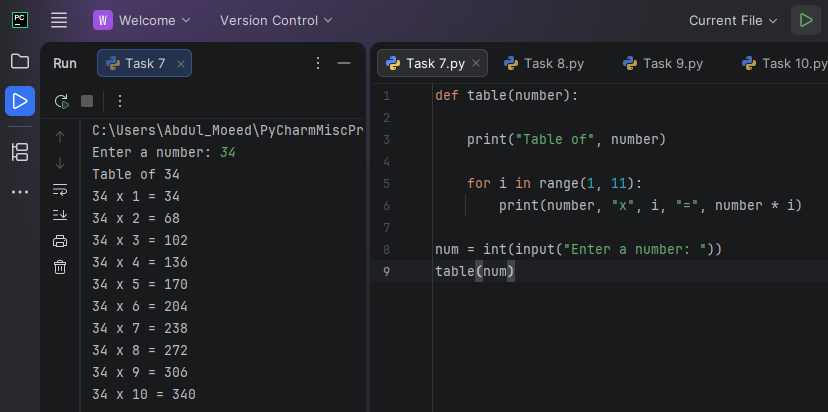 PC W Welcome Version Control Current File
Run Task 7 Task 7.py Task 8.py Task 9.py Task 10.py
C:\Users\Abdul_Moeed\PyCharmMiscPr
Enter a number: 34
Table of 34
34 x 1 = 34
34 x 2 = 68
34 x 3 = 102
34 x 4 = 136
34 x 5 = 170
34 x 6 = 204
34 x 7 = 238
34 x 8 = 272
34 x 9 = 306
34 x 10 = 340
1 def table(number):
2
3     print("Table of", number)
4
5     for i in range(1, 11):
6         print(number, "x", i, "=", number * i)
7
8 num = int(input("Enter a number: "))
9 table(num)